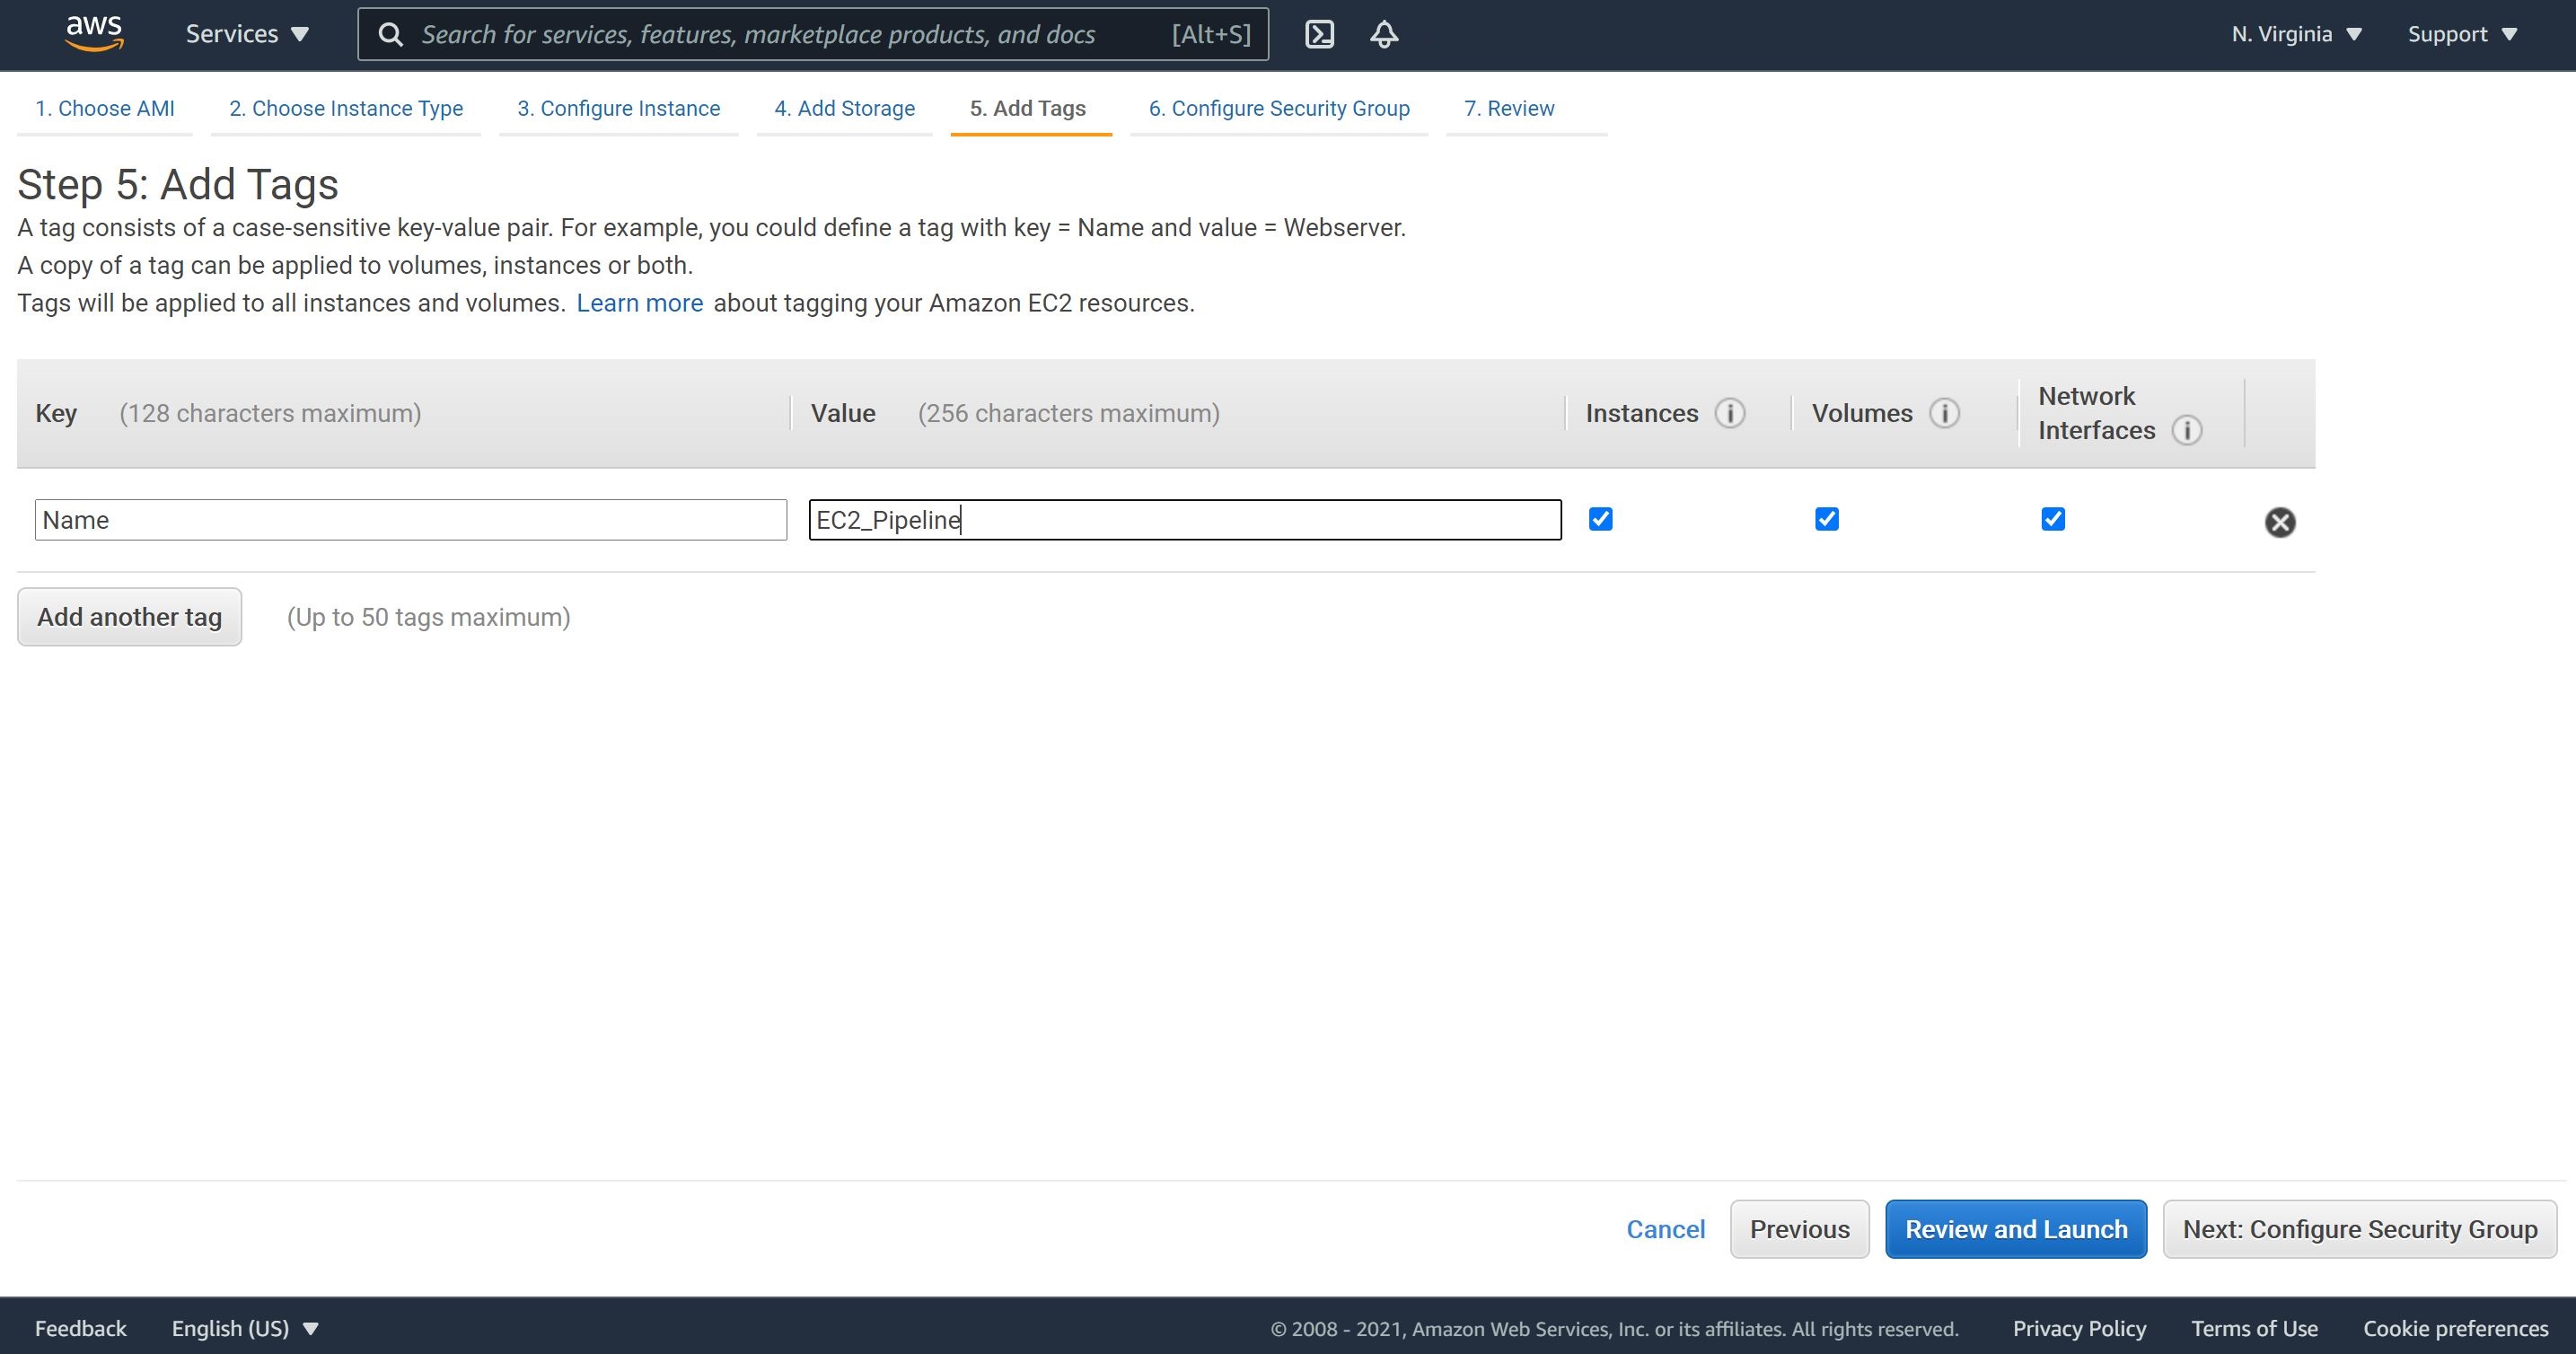 aws Services Search for services, features, marketplace products, and docs [Alt+S] N. Virginia Support
1. Choose AMI 2. Choose Instance Type 3. Configure Instance 4. Add Storage 5. Add Tags 6. Configure Security Group 7. Review
Step 5: Add Tags
A tag consists of a case-sensitive key-value pair. For example, you could define a tag with key = Name and value = Webserver.
A copy of a tag can be applied to volumes, instances or both.
Tags will be applied to all instances and volumes. Learn more about tagging your Amazon EC2 resources.
Key (128 characters maximum) Value (256 characters maximum) Instances Volumes Network
Interfaces
Name EC2_Pipeline
Add another tag (Up to 50 tags maximum)
Cancel Previous Review and Launch Next: Configure Security Group
Feedback English (US) © 2008 - 2021, Amazon Web Services, Inc. or its affiliates. All rights reserved. Privacy Policy Terms of Use Cookie preferences